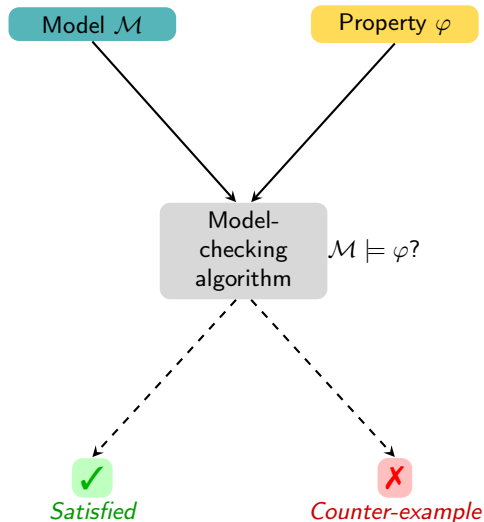 Model ℳ
Property φ
Model-
checking
algorithm
ℳ ⊨ φ?
✓
✗
Satisfied
Counter-example